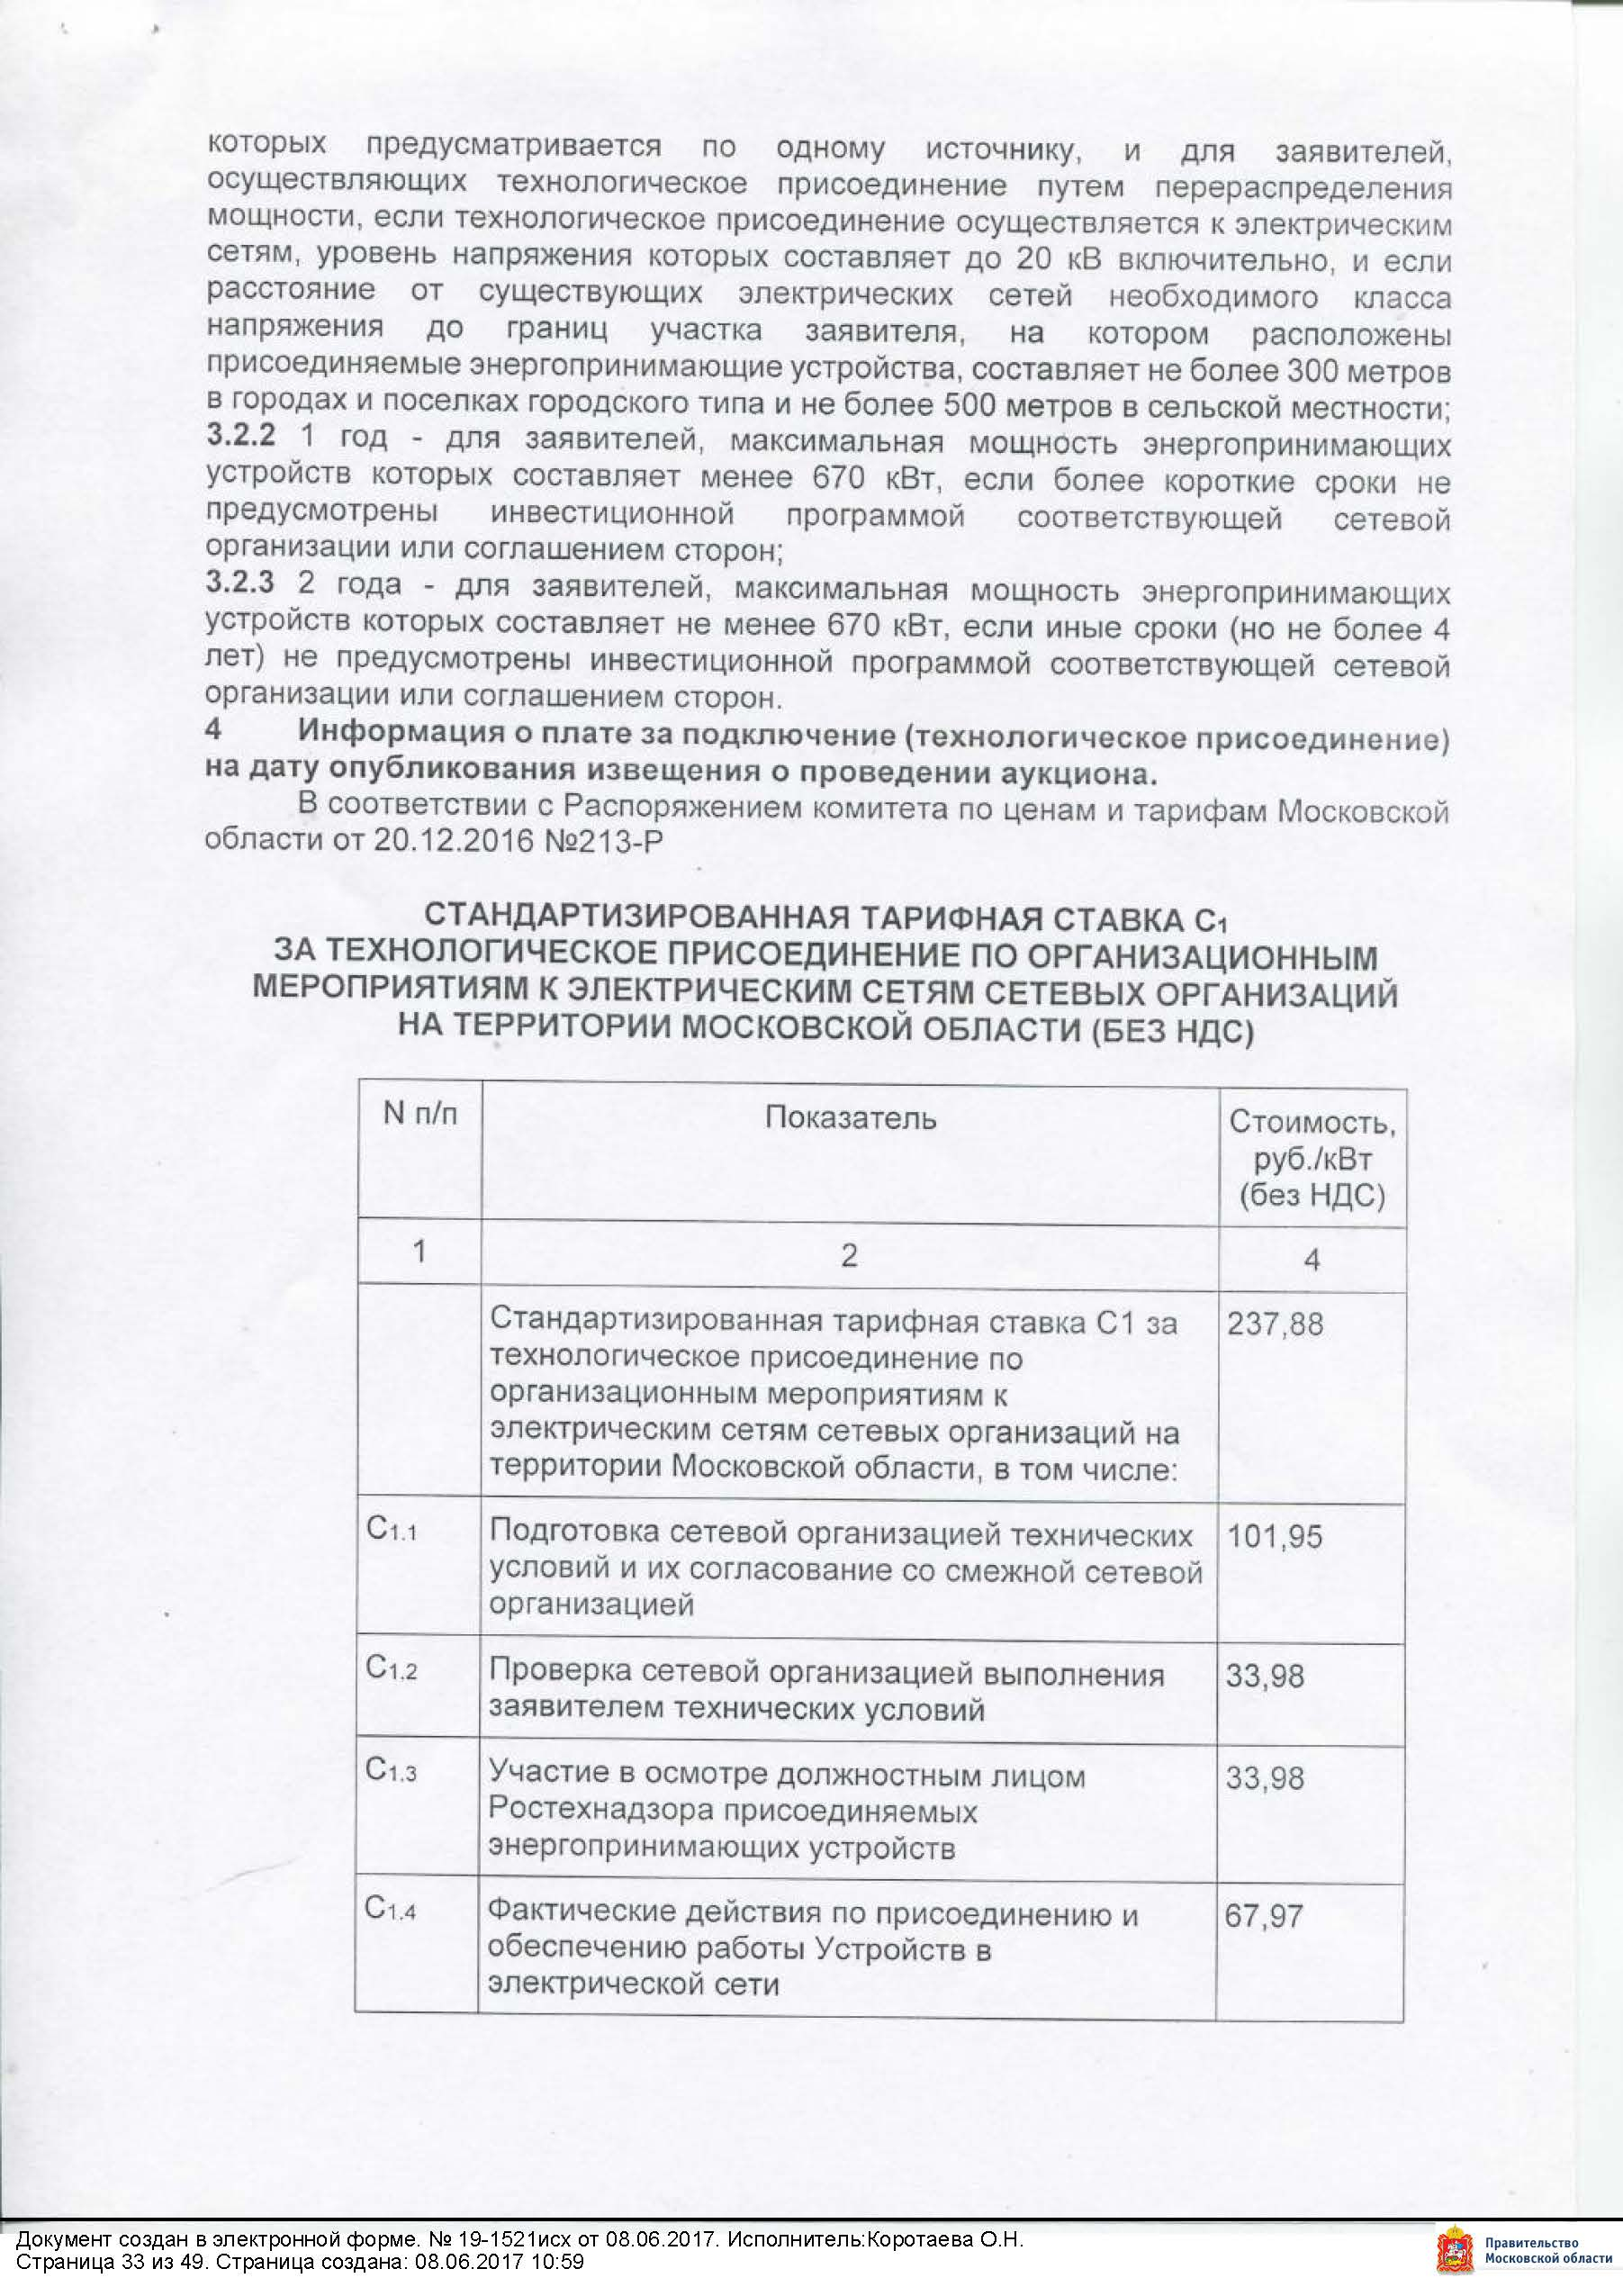 которых предусматривается по одному источнику, и для заявителей,
осуществляющих технологическое присоединение путем перераспределения
мощности, если технологическое присоединение осуществляется к электрическим
сетям, уровень напряжения которых составляет до 20 кВ включительно, и если
расстояние от существующих электрических сетей необходимого класса
напряжения до границ участка заявителя, на котором расположены
присоединяемые энергопринимающие устройства, составляет не более 300 метров
в городах и поселках городского типа и не более 500 метров в сельской местности;
3.2.2 1 год - для заявителей, максимальная мощность энергопринимающих
устройств которых составляет менее 670 кВт, если более короткие сроки не
предусмотрены инвестиционной программой соответствующей сетевой
организации или соглашением сторон;
3.2.3 2 года - для заявителей, максимальная мощность энергопринимающих
устройств которых составляет не менее 670 кВт, если иные сроки (но не более 4
лет) не предусмотрены инвестиционной программой соответствующей сетевой
организации или соглашением сторон.
4 Информация о плате за подключение (технологическое присоединение)
на дату опубликования извещения о проведении аукциона.
В соответствии с Распоряжением комитета по ценам и тарифам Московской
области от 20.12.2016 №213-Р
СТАНДАРТИЗИРОВАННАЯ ТАРИФНАЯ СТАВКА С1
ЗА ТЕХНОЛОГИЧЕСКОЕ ПРИСОЕДИНЕНИЕ ПО ОРГАНИЗАЦИОННЫМ
МЕРОПРИЯТИЯМ К ЭЛЕКТРИЧЕСКИМ СЕТЯМ СЕТЕВЫХ ОРГАНИЗАЦИЙ
НА ТЕРРИТОРИИ МОСКОВСКОЙ ОБЛАСТИ (БЕЗ НДС)
N п/п Показатель Стоимость,
руб./кВт
(без НДС)
1 2 4
Стандартизированная тарифная ставка С1 за 237,88
технологическое присоединение по
организационным мероприятиям к
электрическим сетям сетевых организаций на
территории Московской области, в том числе:
С1.1 Подготовка сетевой организацией технических 101,95
условий и их согласование со смежной сетевой
организацией
С1.2 Проверка сетевой организацией выполнения 33,98
заявителем технических условий
С1.3 Участие в осмотре должностным лицом 33,98
Ростехнадзора присоединяемых
энергопринимающих устройств
С1.4 Фактические действия по присоединению и 67,97
обеспечению работы Устройств в
электрической сети
Документ создан в электронной форме. № 19-1521исх от 08.06.2017. Исполнитель:Коротаева О.Н.
Страница 33 из 49. Страница создана: 08.06.2017 10:59
Правительство
Московской области